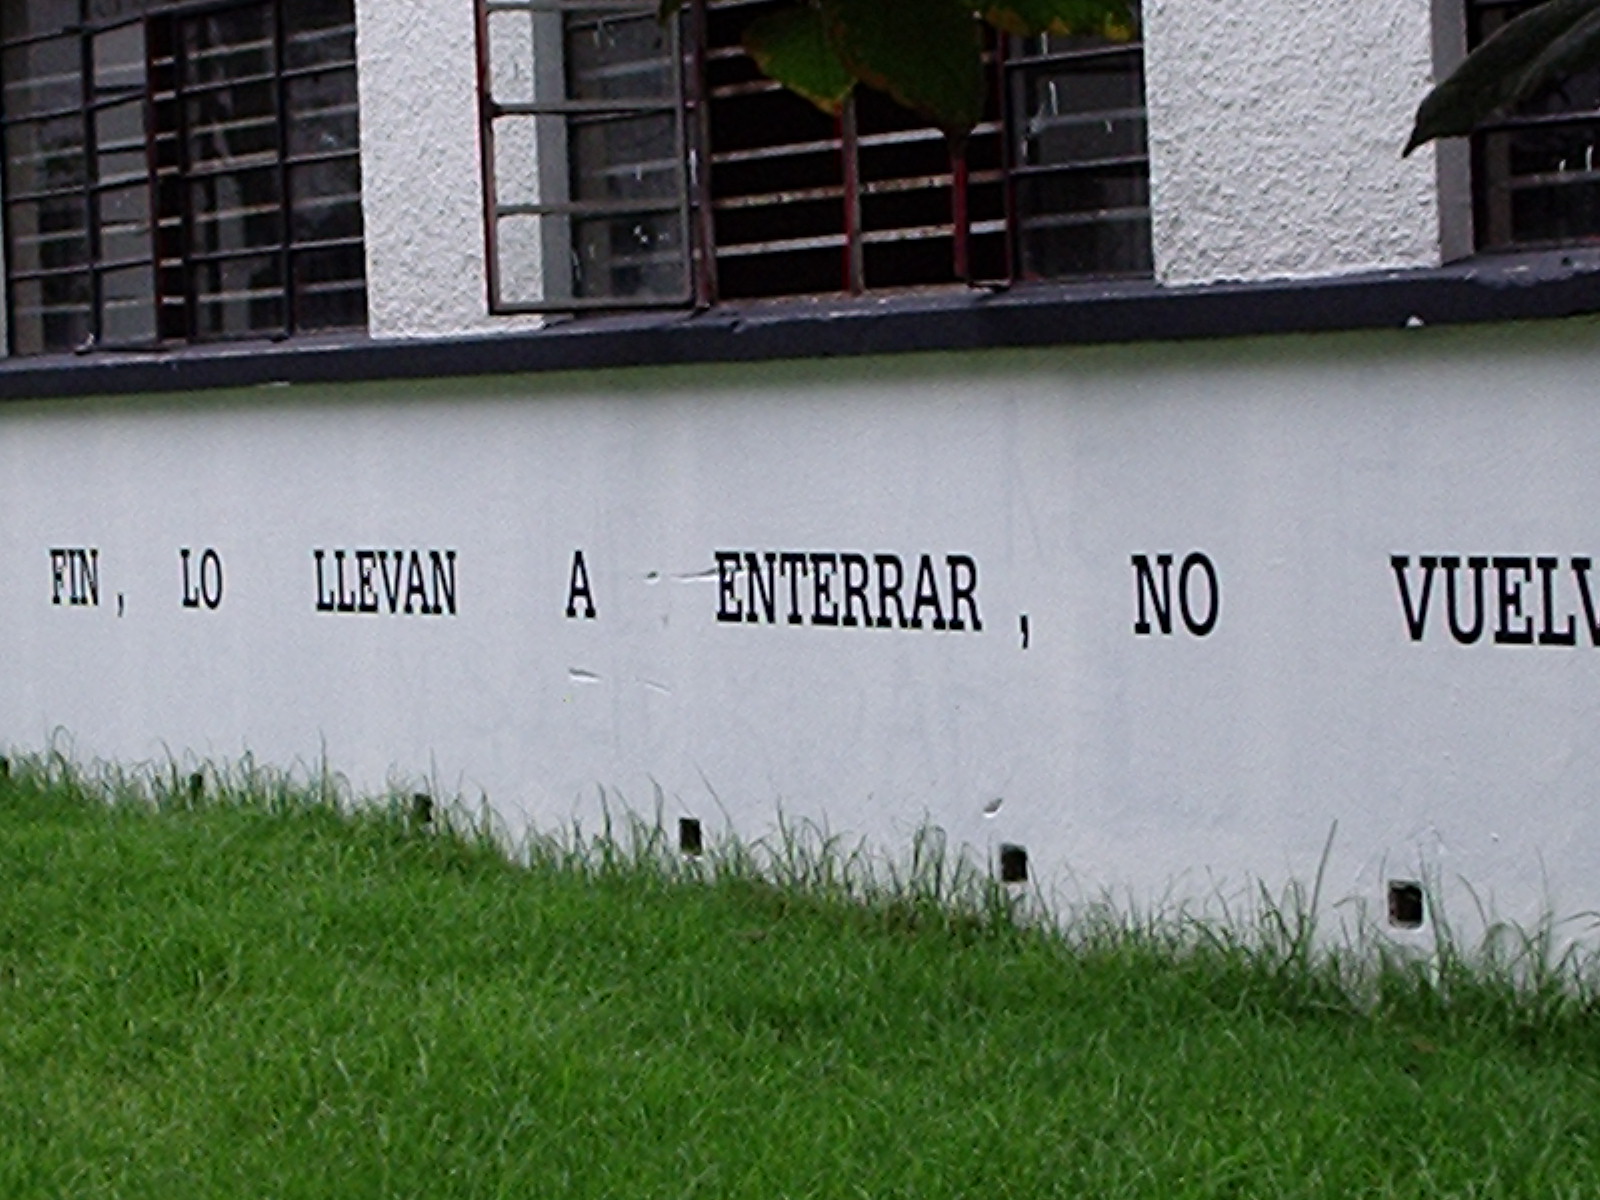 FIN, LO LLEVAN A ENTERRAR, NO